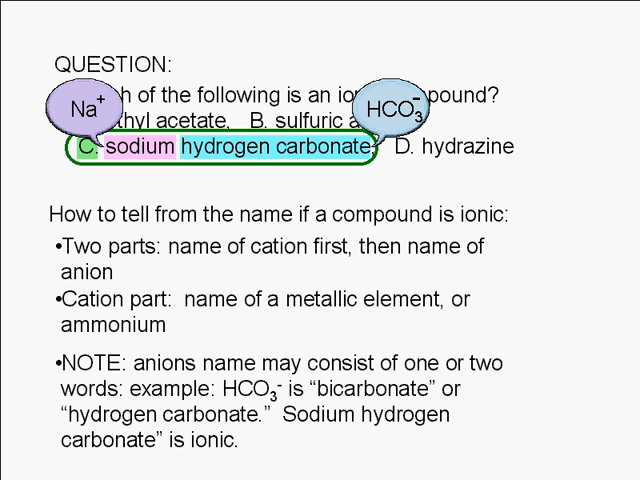 QUESTION:
h of the following is an io pound?
thyl acetate, B. sulfuric a
C. sodium hydrogen carbonate, D. hydrazine
Na+
HCO3-
How to tell from the name if a compound is ionic:
•Two parts: name of cation first, then name of
anion
•Cation part: name of a metallic element, or
ammonium
•NOTE: anions name may consist of one or two
words: example: HCO3- is “bicarbonate” or
“hydrogen carbonate.” Sodium hydrogen
carbonate” is ionic.